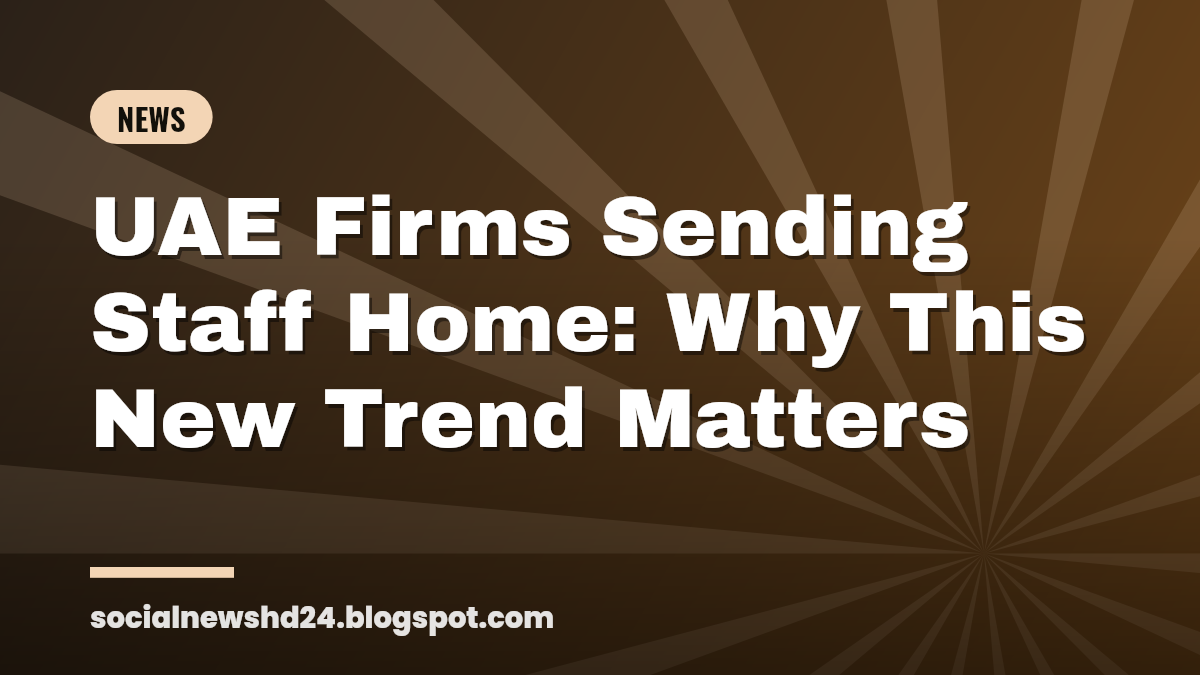 NEWS
UAE Firms Sending
Staff Home: Why This
New Trend Matters
socialnewshd24.blogspot.com